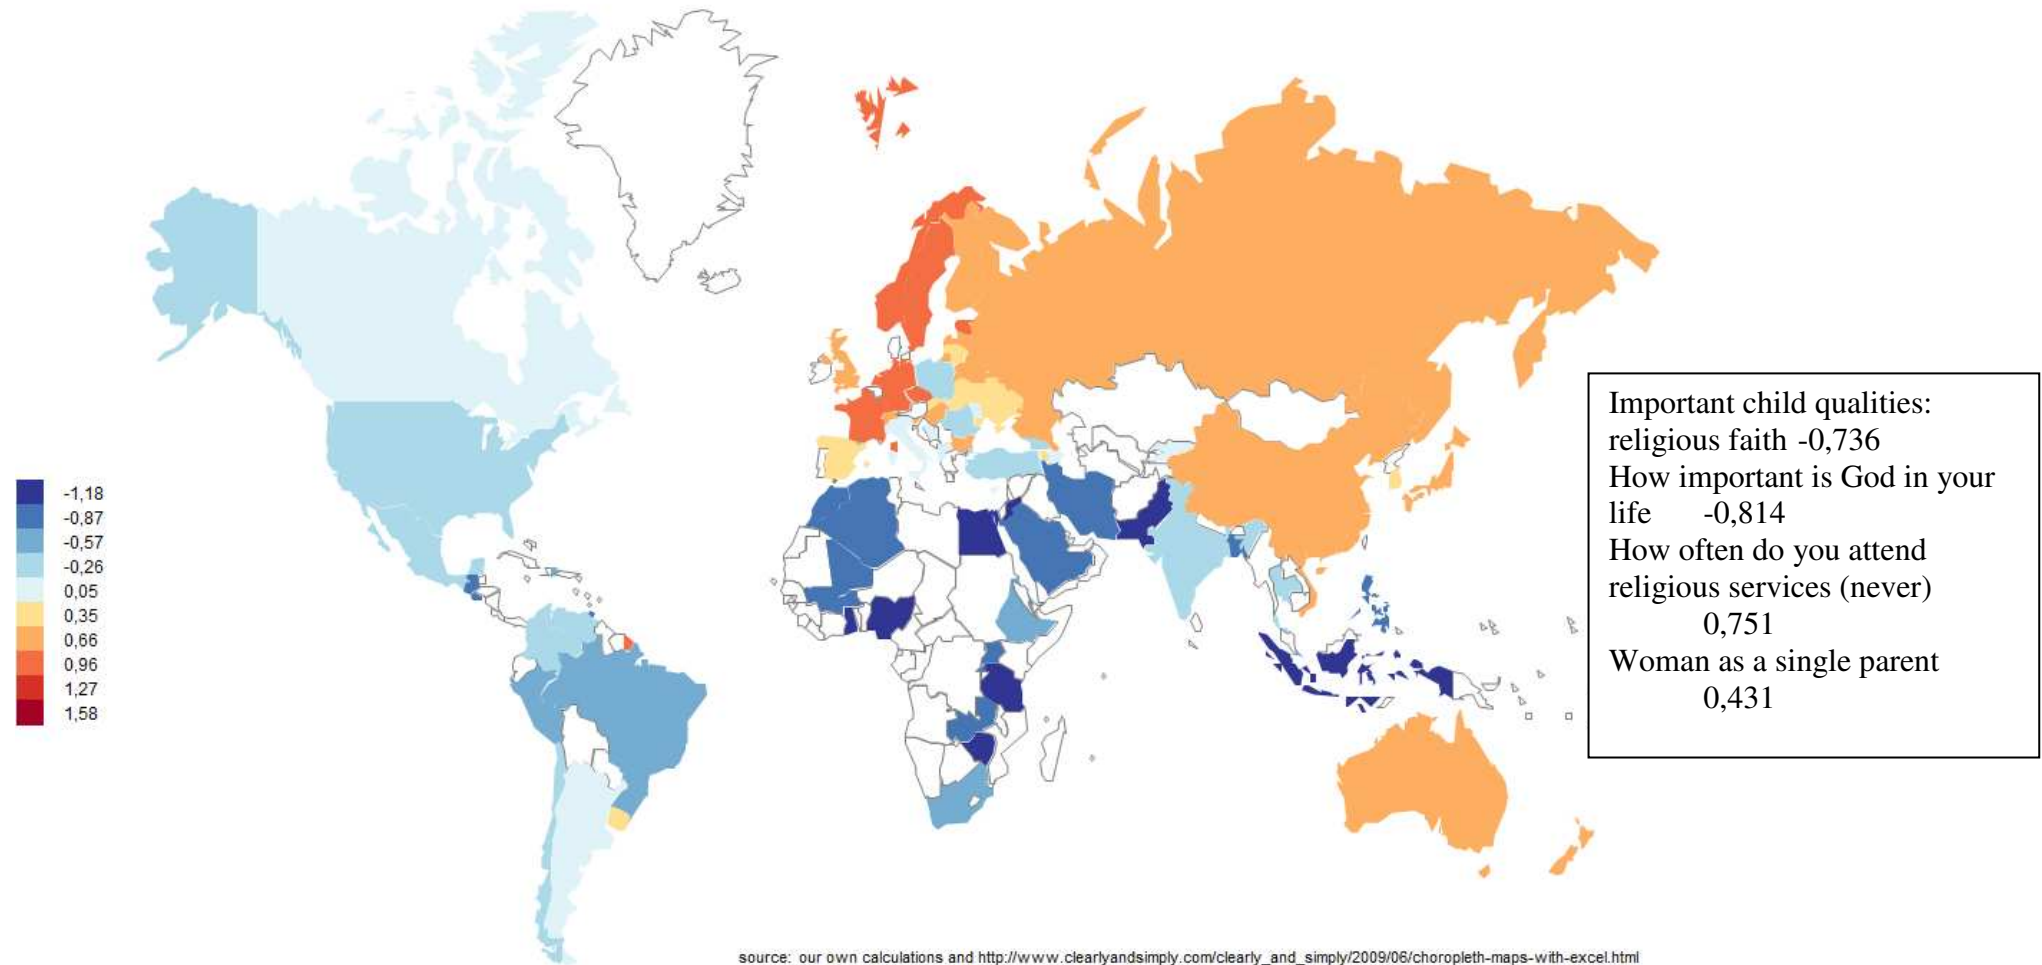 -1,18
-0,87
-0,57
-0,26
0,05
0,35
0,66
0,96
1,27
1,58
Important child qualities:
religious faith -0,736
How important is God in your
life -0,814
How often do you attend
religious services (never)
0,751
Woman as a single parent
0,431
source: our own calculations and http://www.clearlyandsimply.com/clearly_and_simply/2009/06/choropleth-maps-with-excel.html